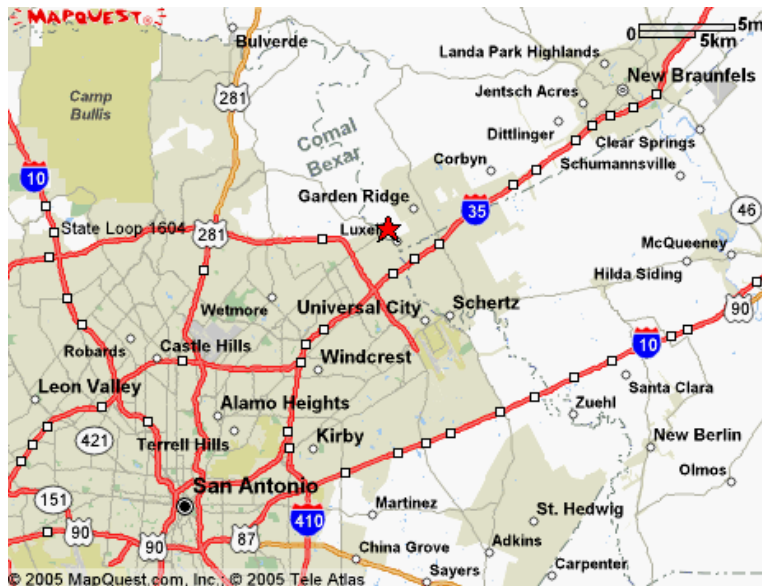 MAPQUEST
0
5m
5km
Bulverde
Landa Park Highlands
New Braunfels
Camp
Bullis
281
Jentsch Acres
Dittlinger
Clear Springs
Comal
Bexar
Corbyn
Schumannsville
10
Garden Ridge
35
46
State Loop 1604
281
Luxe
McQueeney
Hilda Siding
Wetmore
Universal City
Schertz
90
Robards
Castle Hills
Windcrest
10
Leon Valley
Santa Clara
Alamo Heights
Zuehl
421
Terrell Hills
Kirby
New Berlin
Olmos
San Antonio
151
Martinez
St. Hedwig
410
90
90
87
China Grove
Adkins
Sayers
Carpenter
© 2005 MapQuest.com, Inc.; © 2005 Tele Atlas